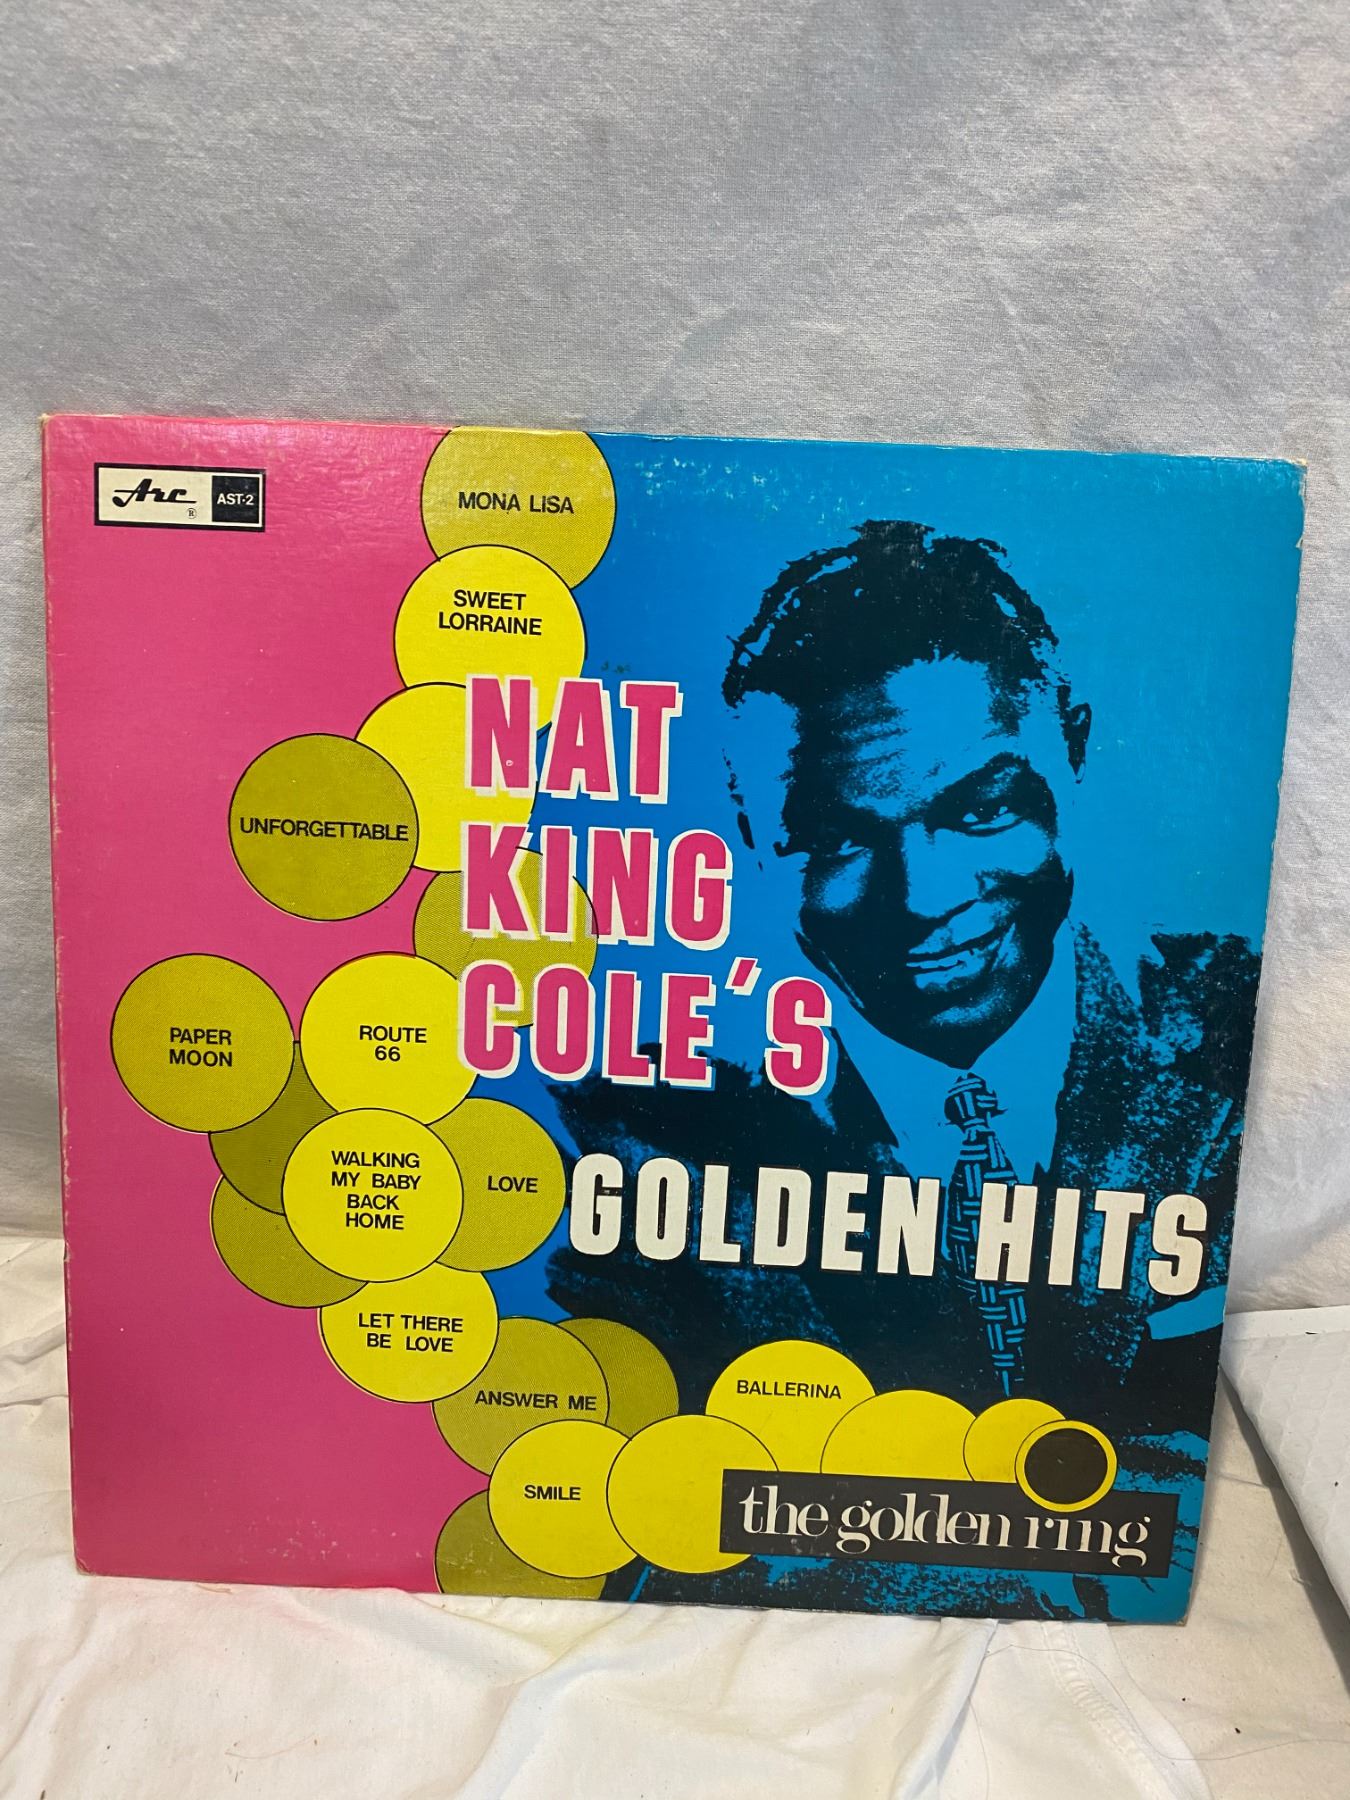 Arc ® AST-2
MONA LISA
SWEET
LORRAINE
NAT
KING
COLE'S
UNFORGETTABLE
PAPER
MOON
ROUTE
66
WALKING
MY BABY
BACK
HOME
LOVE
GOLDEN HITS
LET THERE
BE LOVE
ANSWER ME
BALLERINA
SMILE
the golden ring